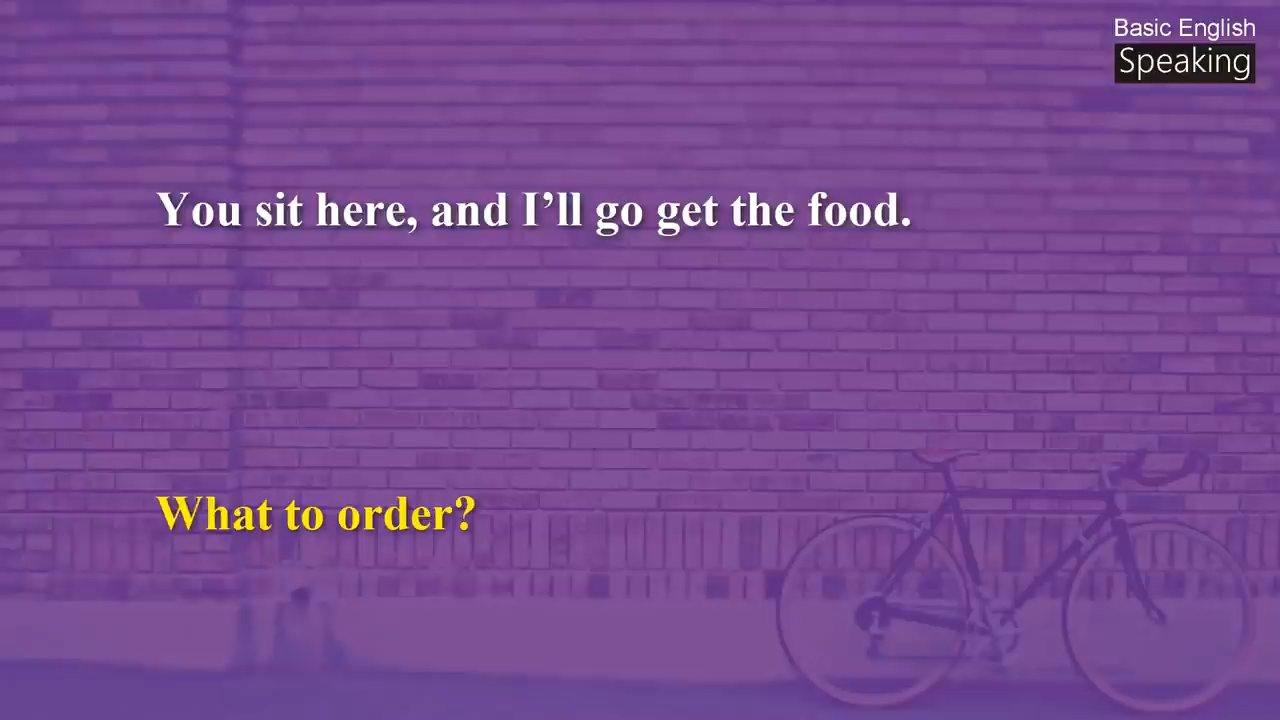 Basic English
Speaking
You sit here, and I’ll go get the food.
What to order?